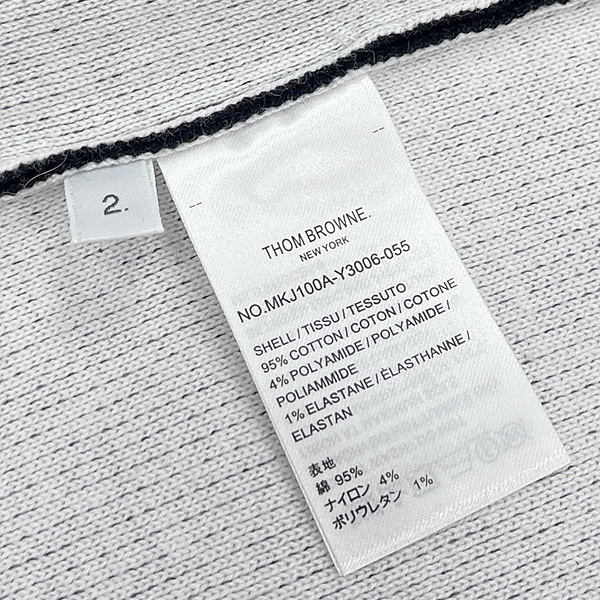 2.
THOM BROWNE.
NEW YORK
NO.MKJ100A-Y3006-055
SHELL/TISSU/TESSUTO
95% COTTON/COTON/COTONE
4% POLYAMIDE/POLYAMIDE/
POLIAMMIDE
1% ELASTANE/ÉLASTHANNE/
ELASTAN
表地
綿 95%
ナイロン 4%
ポリウレタン 1%